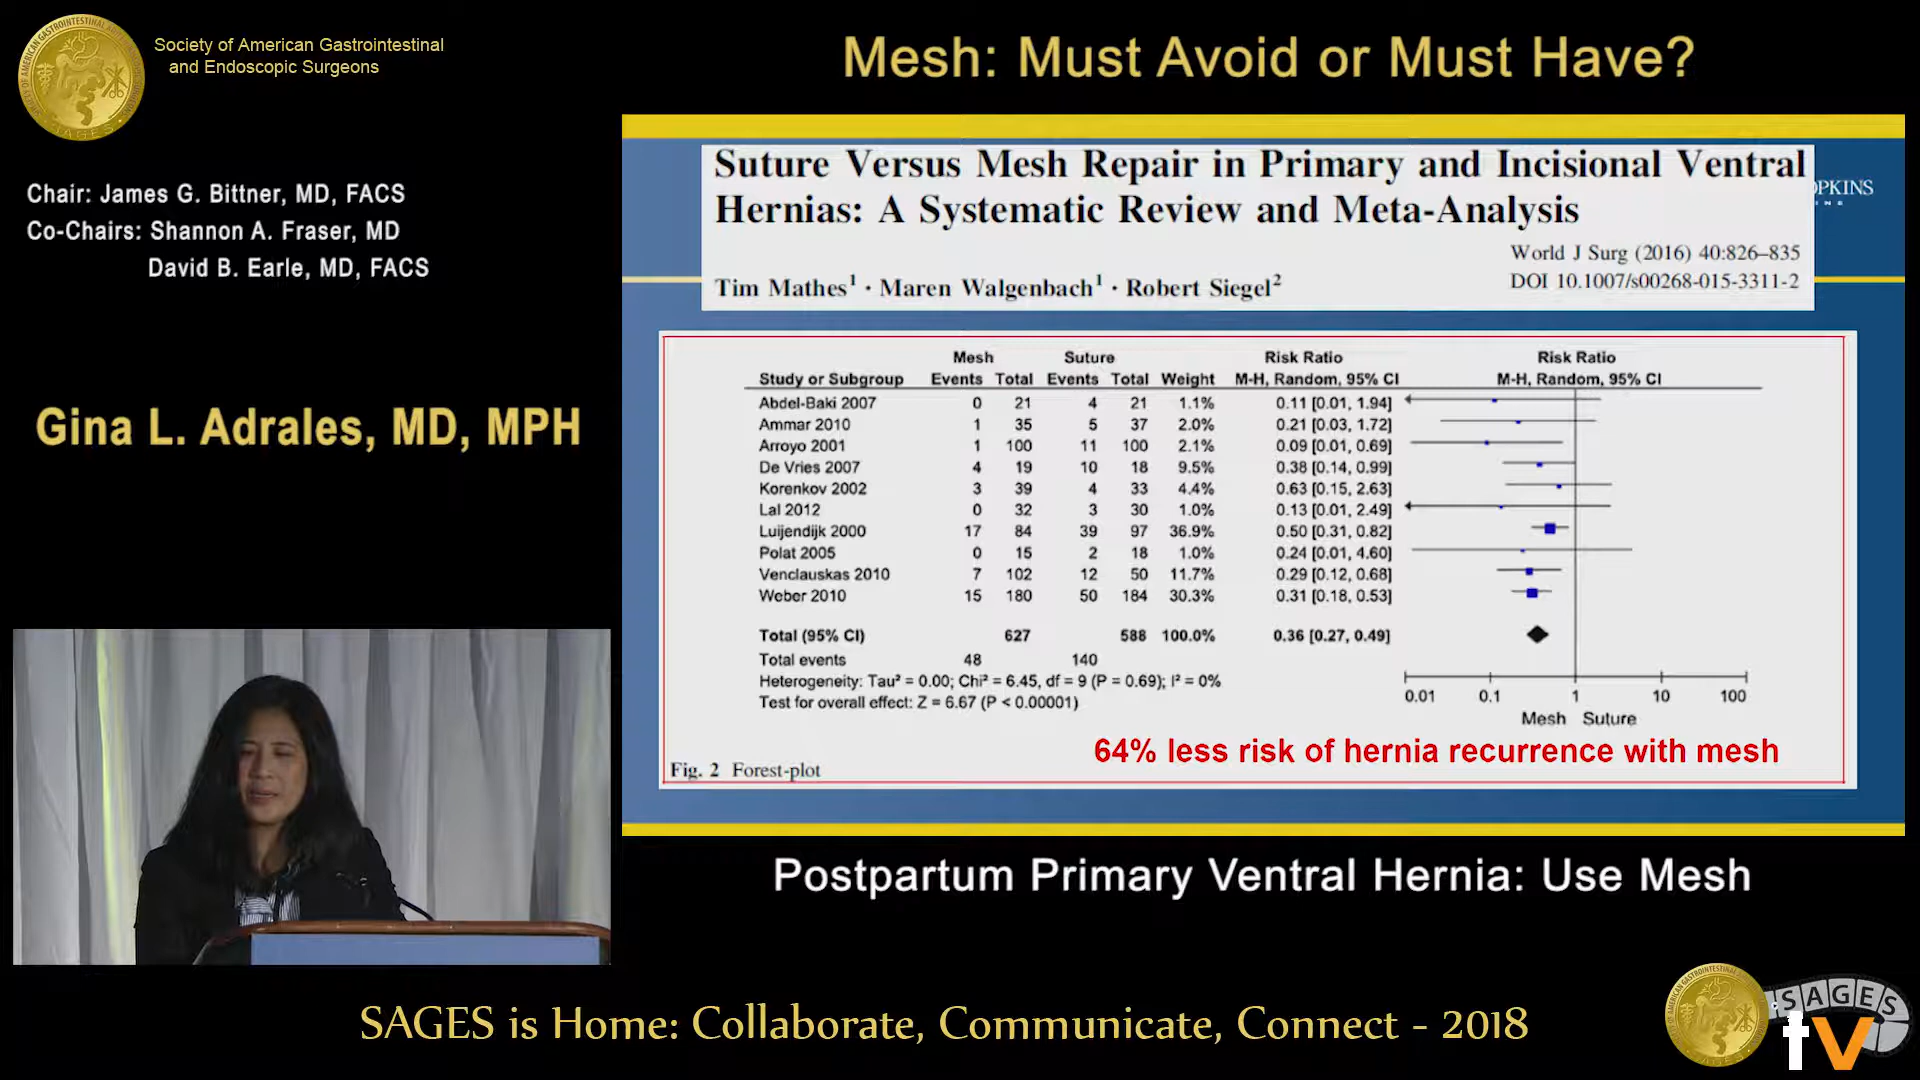 Society of American Gastrointestinal
and Endoscopic Surgeons
Mesh: Must Avoid or Must Have?
Chair: James G. Bittner, MD, FACS
Co-Chairs: Shannon A. Fraser, MD
David B. Earle, MD, FACS
Gina L. Adrales, MD, MPH
Suture Versus Mesh Repair in Primary and Incisional Ventral
Hernias: A Systematic Review and Meta-Analysis
OPKINS
I N E
World J Surg (2016) 40:826–835
DOI 10.1007/s00268-015-3311-2
Tim Mathes1 · Maren Walgenbach1 · Robert Siegel2
Mesh Suture Risk Ratio Risk Ratio
Study or Subgroup Events Total Events Total Weight M-H, Random, 95% CI M-H, Random, 95% CI
Abdel-Baki 2007 0 21 4 21 1.1% 0.11 [0.01, 1.94]
Ammar 2010 1 35 5 37 2.0% 0.21 [0.03, 1.72]
Arroyo 2001 1 100 11 100 2.1% 0.09 [0.01, 0.69]
De Vries 2007 4 19 10 18 9.5% 0.38 [0.14, 0.99]
Korenkov 2002 3 39 4 33 4.4% 0.63 [0.15, 2.63]
Lal 2012 0 32 3 30 1.0% 0.13 [0.01, 2.49]
Luijendijk 2000 17 84 39 97 36.9% 0.50 [0.31, 0.82]
Polat 2005 0 15 2 18 1.0% 0.24 [0.01, 4.60]
Venclauskas 2010 7 102 12 50 11.7% 0.29 [0.12, 0.68]
Weber 2010 15 180 50 184 30.3% 0.31 [0.18, 0.53]
Total (95% CI) 627 588 100.0% 0.36 [0.27, 0.49]
Total events 48 140
Heterogeneity: Tau² = 0.00; Chi² = 6.45, df = 9 (P = 0.69); I² = 0%
Test for overall effect: Z = 6.67 (P < 0.00001)
0.01 0.1 1 10 100
Mesh Suture
64% less risk of hernia recurrence with mesh
Fig. 2 Forest-plot
Postpartum Primary Ventral Hernia: Use Mesh
SAGES is Home: Collaborate, Communicate, Connect - 2018
SAGES
tv